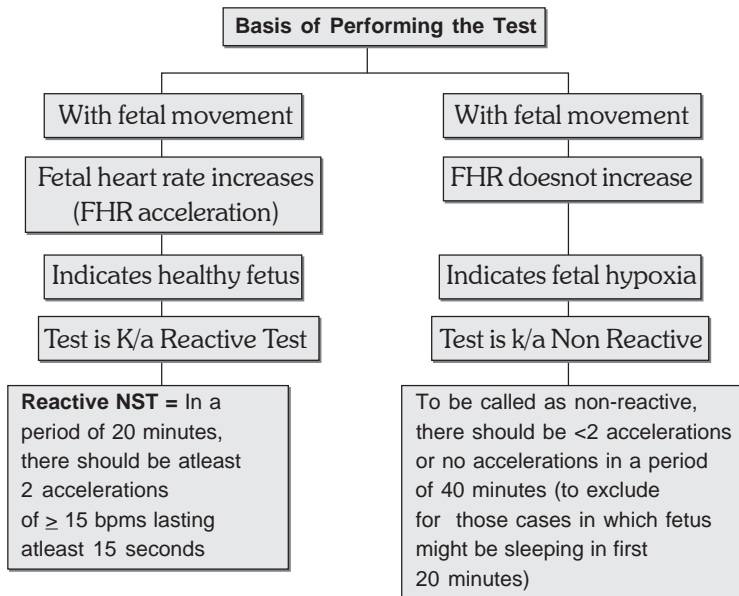 Basis of Performing the Test
With fetal movement
Fetal heart rate increases
(FHR acceleration)
Indicates healthy fetus
Test is K/a Reactive Test
Reactive NST = In a
period of 20 minutes,
there should be atleast
2 accelerations
of ≥ 15 bpms lasting
atleast 15 seconds
With fetal movement
FHR doesnot increase
Indicates fetal hypoxia
Test is k/a Non Reactive
To be called as non-reactive,
there should be <2 accelerations
or no accelerations in a period
of 40 minutes (to exclude
for those cases in which fetus
might be sleeping in first
20 minutes)